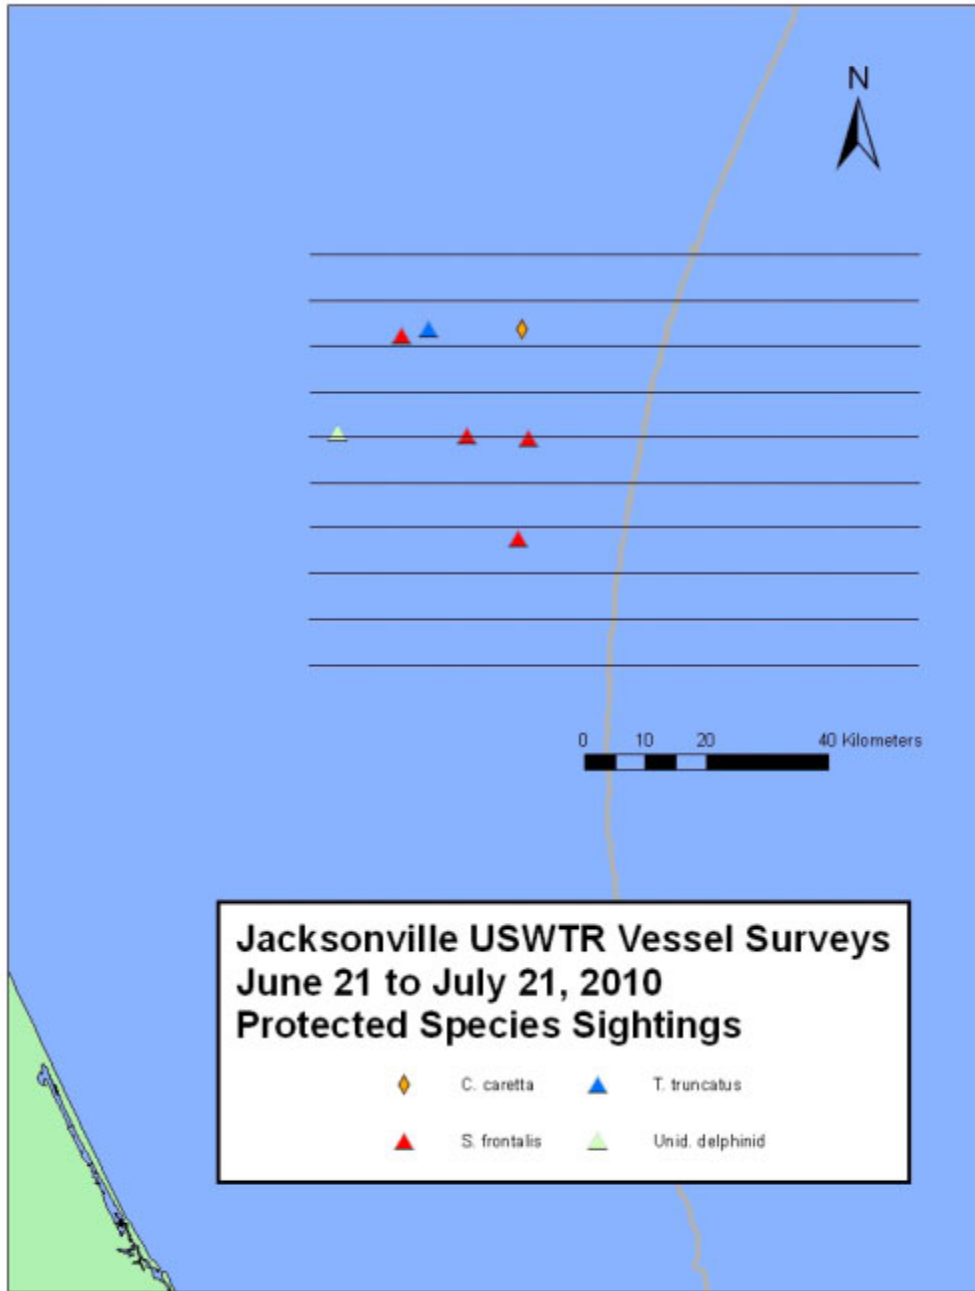 N
0 10 20 40 Kilometers
Jacksonville USWTR Vessel Surveys
June 21 to July 21, 2010
Protected Species Sightings
C. caretta T. truncatus
S. frontalis Unid. delphinid